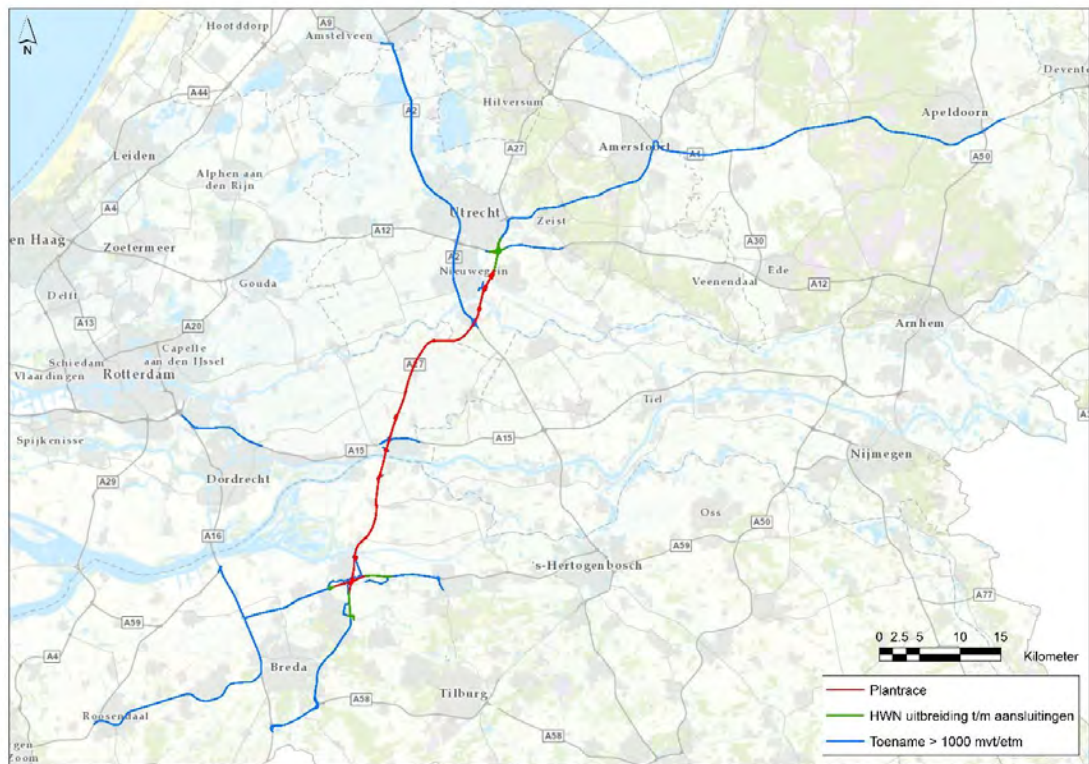 Hoofddorp
A9
Amstelveen
N
Deventer
A44
A2
Hilversum
Apeldoorn
Leiden
Amersfoort
A1
A27
A50
Alphen aan
den Rijn
A4
Utrecht
Zeist
en Haag
Zoetermeer
A12
A30
A2
Nieuwegein
Ede
Gouda
Veenendaal
A12
Delft
A13
A20
Arnhem
Capelle
aan den IJssel
Schiedam
Vlaardingen
Rotterdam
A27
Tiel
Spijkenisse
A15
A15
Nijmegen
Dordrecht
A29
Oss
A50
A16
A59
's-Hertogenbosch
A77
A59
0 2.5 5 10 15
Kilometer
A4
Breda
Plantrace
A58
Tilburg
Roosendaal
HWN uitbreiding t/m aansluitingen
gen
Zoom
A58
Toename > 1000 mvt/etm